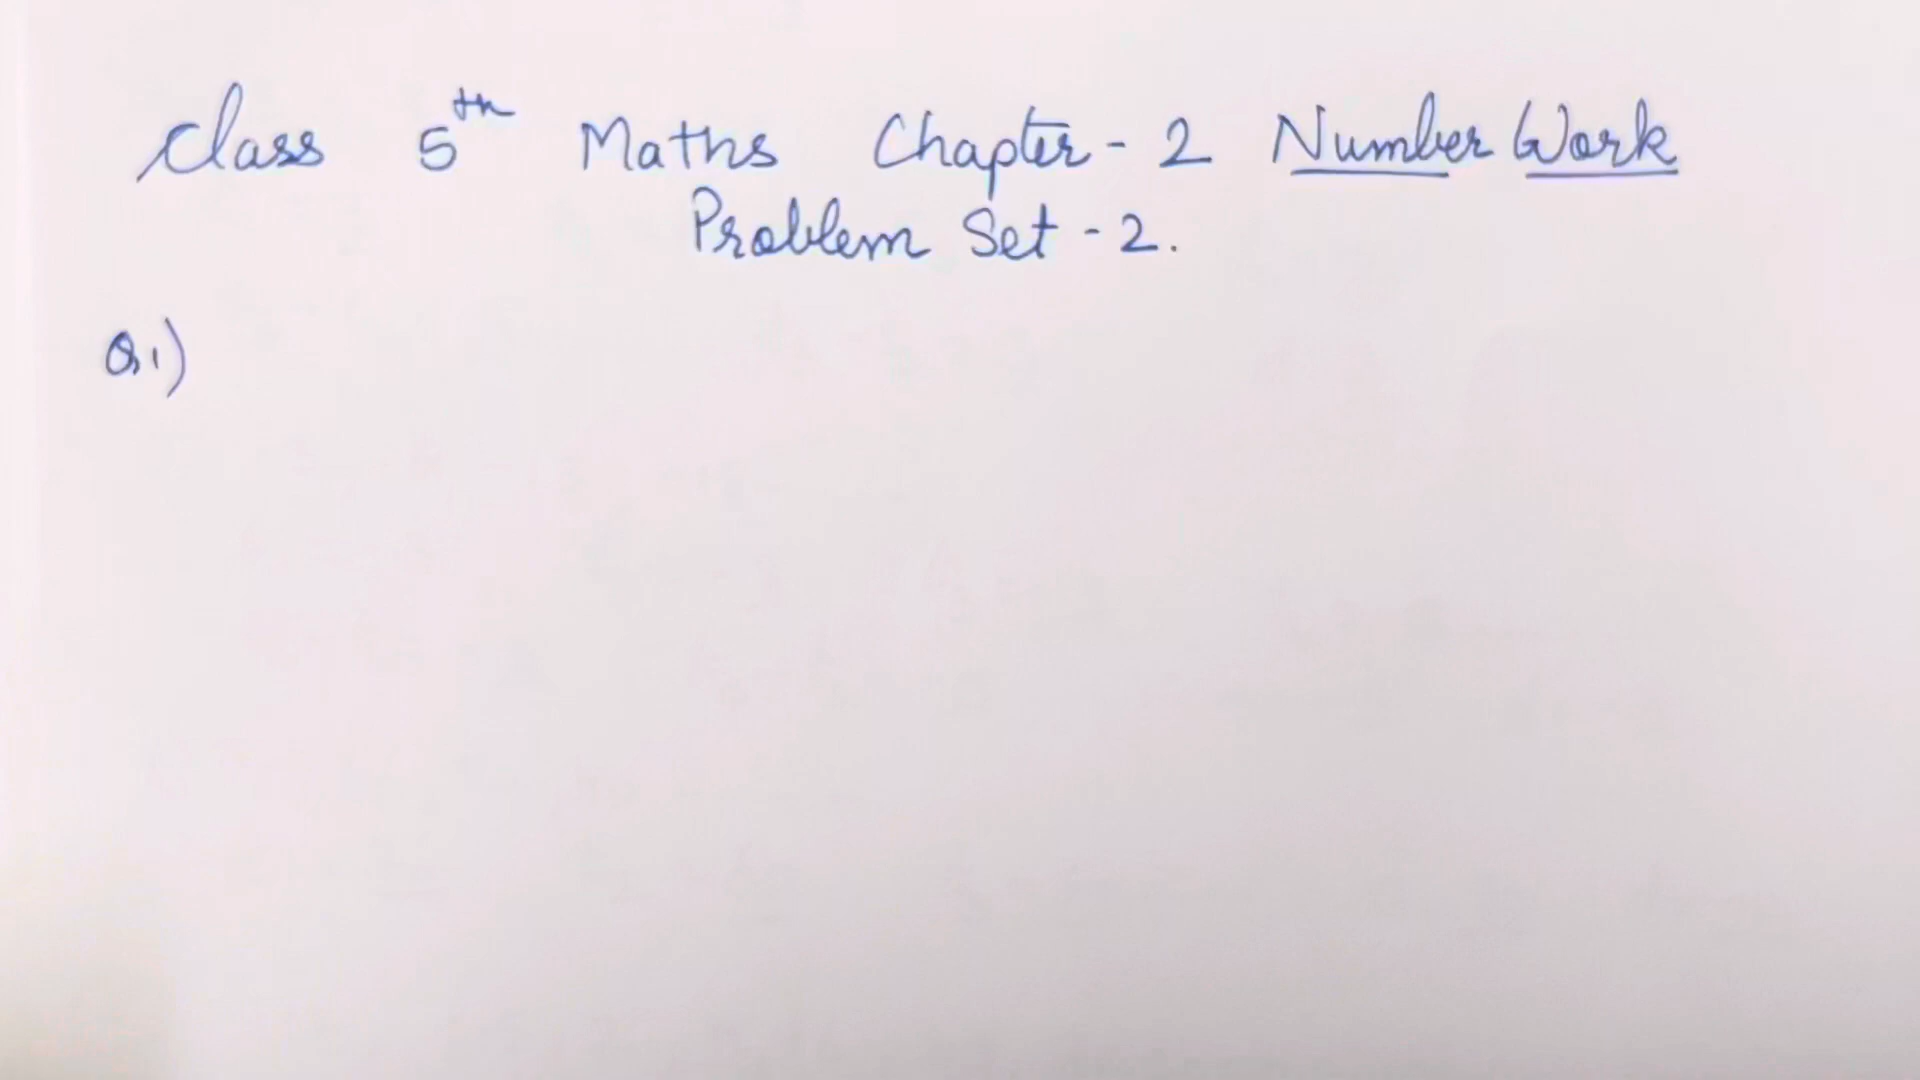 Class 5th Maths Chapter - 2 Number Work
Problem Set - 2.
Q.1)